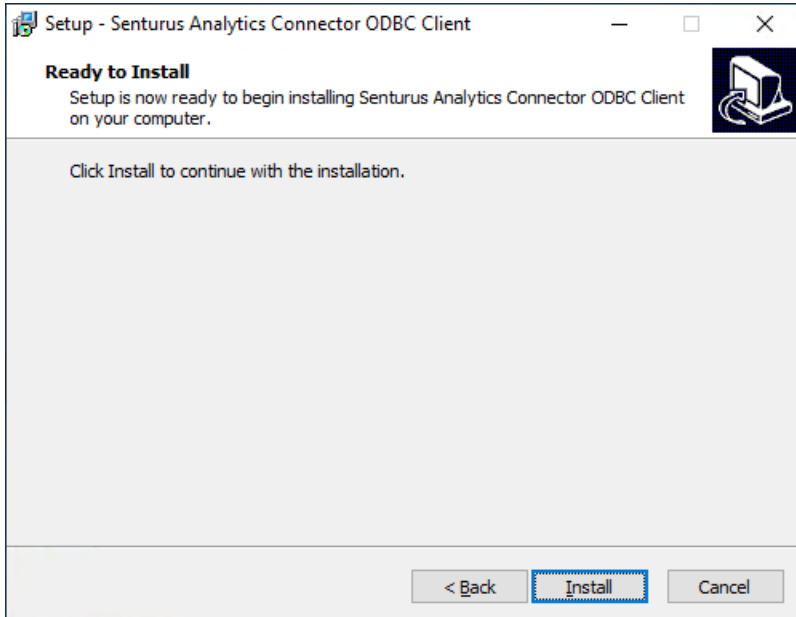 Setup - Senturus Analytics Connector ODBC Client
Ready to Install
Setup is now ready to begin installing Senturus Analytics Connector ODBC Client
on your computer.
Click Install to continue with the installation.
< Back
Install
Cancel